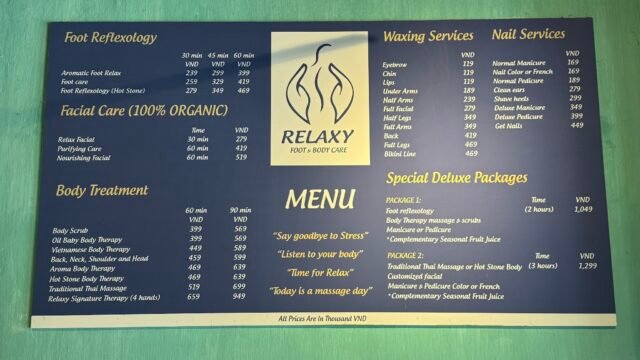 Foot Reflexotogy
30 min 45 min 60 min
VND VND VND
Aromatic Foot Relax 239 299 399
Foot care 259 329 419
Foot Reflexotogy (Hot Stone) 279 349 469
Facial Care (100% ORGANIC)
Time VND
Relax Facial 30 min 279
Purifying Care 60 min 419
Nourishing Facial 60 min 519
Body Treatment
60 min 90 min
VND VND
Body Scrub 399 569
Oil Baby Body Therapy 399 569
Vietnamese Body Therapy 449 589
Back, Neck, Shoulder and Head 459 599
Aroma Body Therapy 469 639
Hot Stone Body Therapy 469 639
Traditional Thai Massage 519 699
Relaxy Signature Therapy (4 hands) 659 949
RELAXY
FOOT & BODY CARE
MENU
"Say goodbye to Stress"
"Listen to your body"
"Time for Relax"
"Today is a massage day"
Waxing Services
VND
Eyebrow 119
Chin 119
Lips 119
Under Arms 189
Half Arms 239
Full Facial 279
Half Legs 349
Full Arms 349
Back 419
Full Legs 469
Bikini Line 469
Nail Services
VND
Normal Manicure 169
Nail Color or French 169
Normal Pedicure 189
Clean ears 279
Shave heels 299
Deluxe Manicure 349
Deluxe Pedicure 399
Gel Nails 449
Special Deluxe Packages
PACKAGE 1: Time VND
Foot reflexology (2 hours) 1,049
Body Therapy massage & scrubs
Manicure or Pedicure
*Complementary Seasonal Fruit Juice
PACKAGE 2: Time VND
Traditional Thai Massage or Hot Stone Body (3 hours) 1,299
Customized facial
Manicure & Pedicure Color or French
*Complementary Seasonal Fruit Juice
All Prices Are in Thousand VND